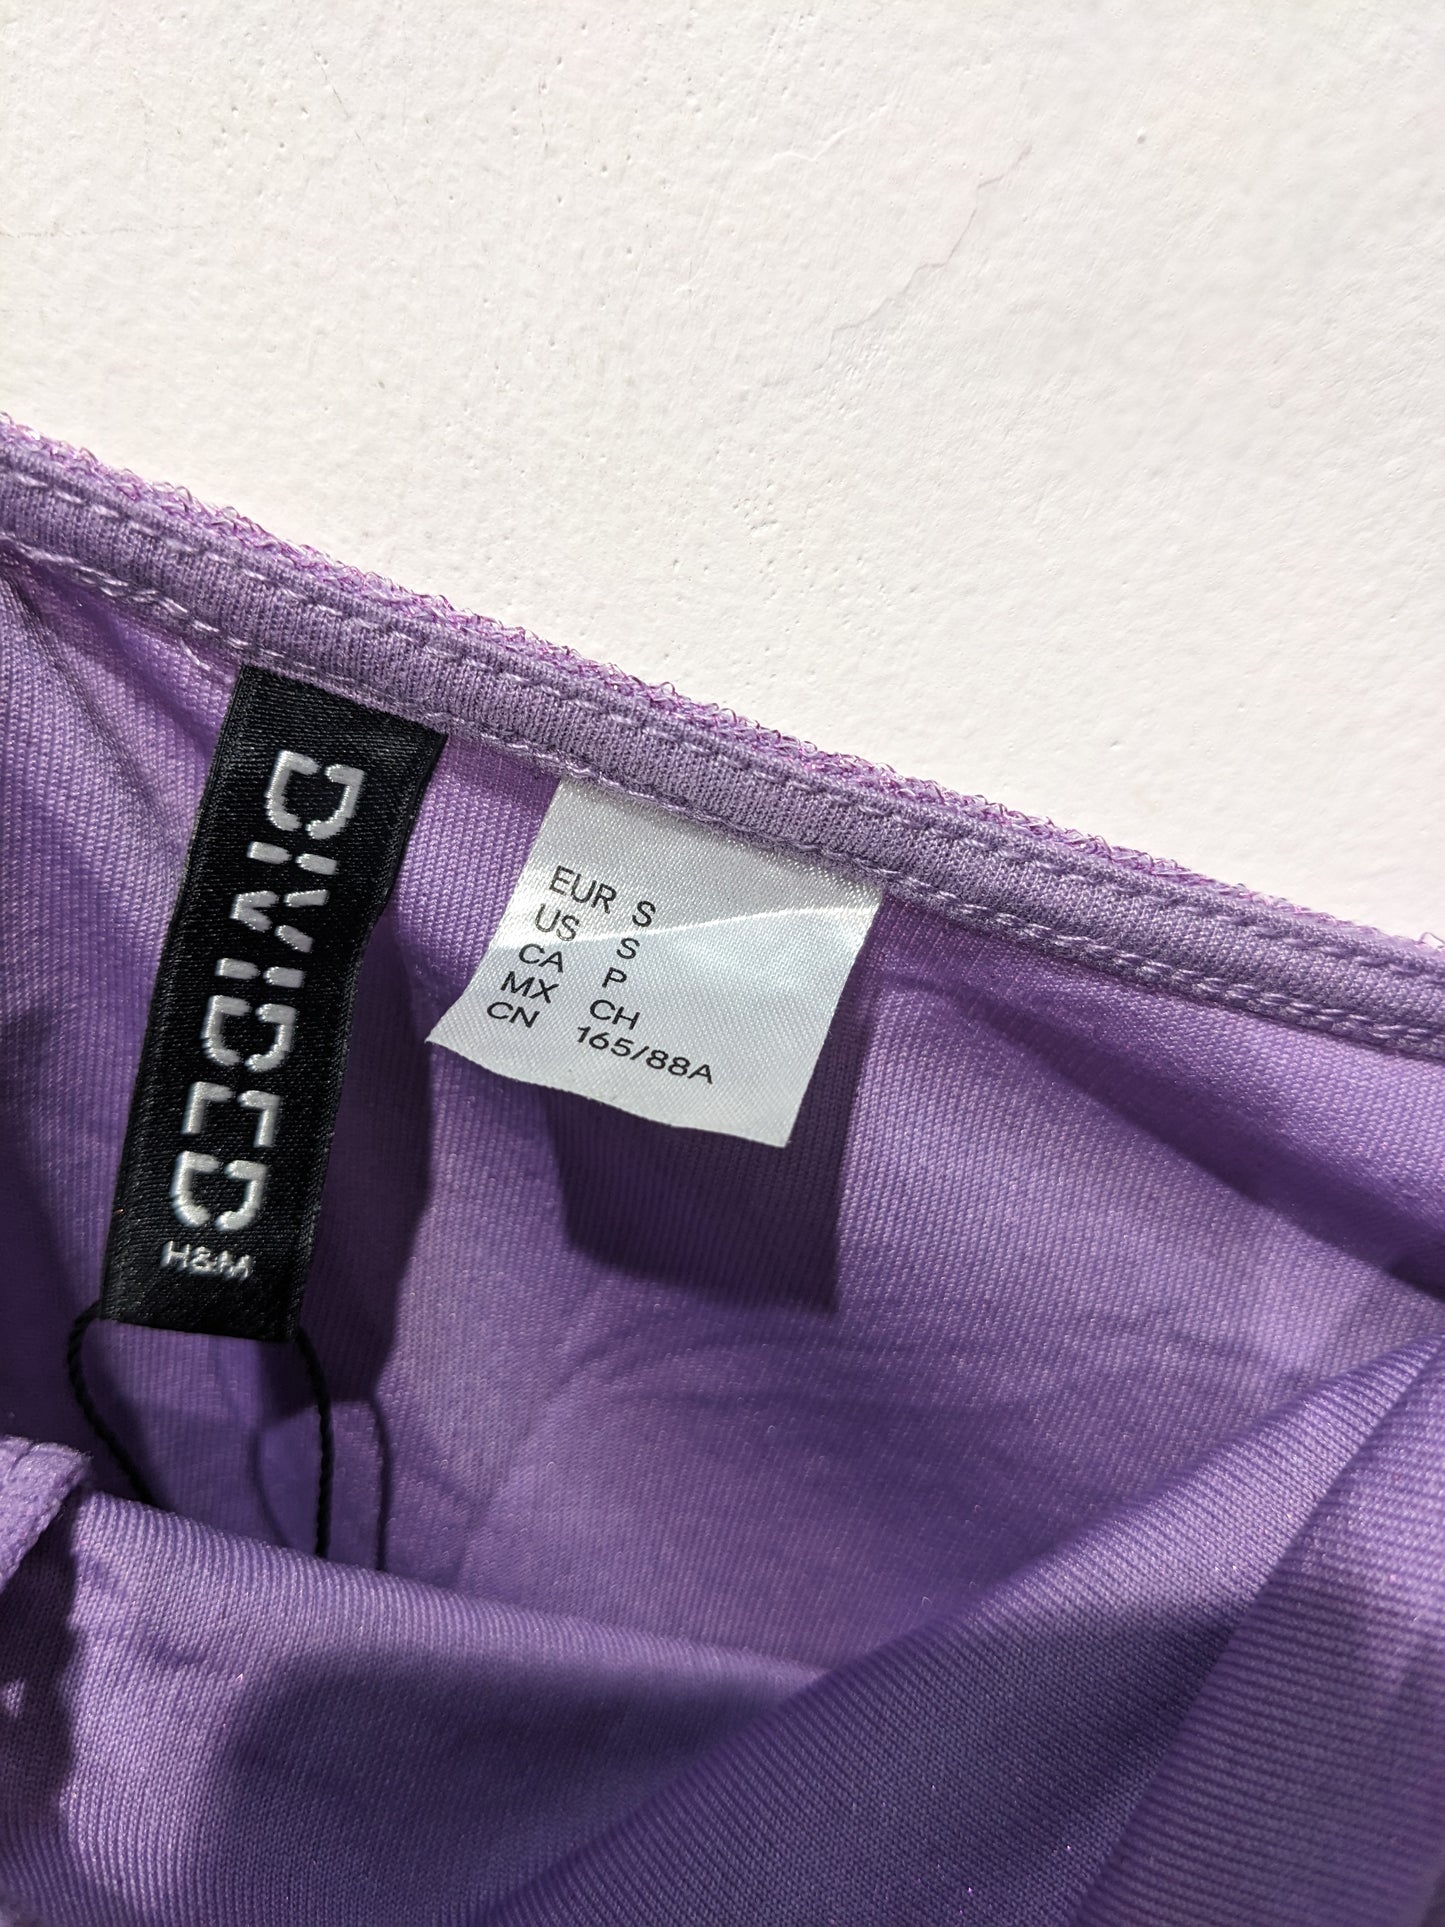 DIVIDED
H&M
EUR S
US S
CA P
MX CH
CN 165/88A